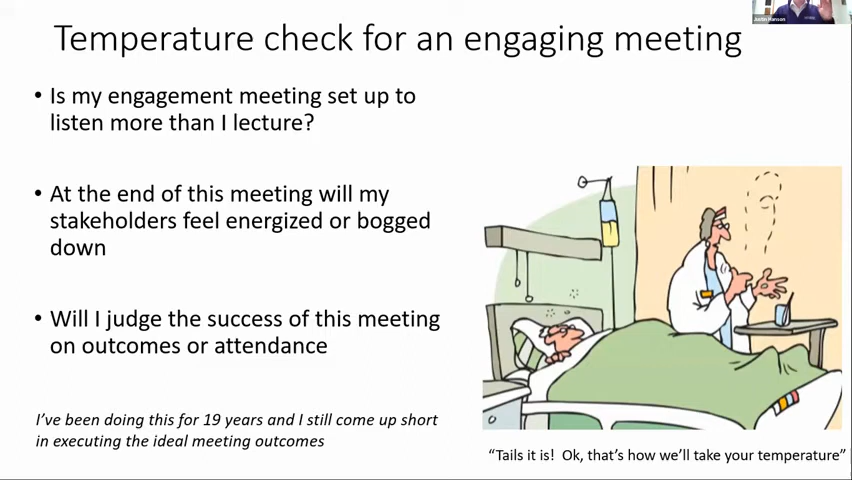 Justin Hanson
Temperature check for an engaging meeting
• Is my engagement meeting set up to
listen more than I lecture?
• At the end of this meeting will my
stakeholders feel energized or bogged
down
• Will I judge the success of this meeting
on outcomes or attendance
I've been doing this for 19 years and I still come up short
in executing the ideal meeting outcomes
"Tails it is!  Ok, that's how we'll take your temperature"